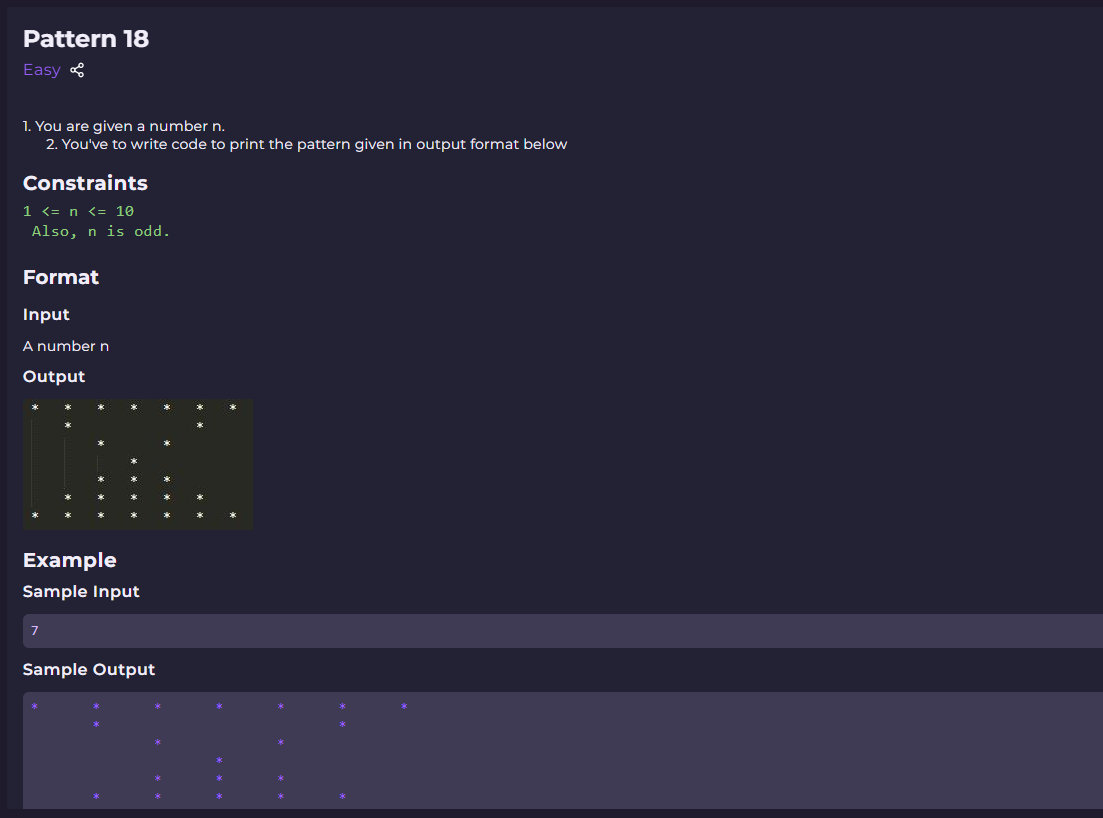 Pattern 18
Easy
1. You are given a number n.
2. You've to write code to print the pattern given in output format below
Constraints
1 <= n <= 10
Also, n is odd.
Format
Input
A number n
Output
*   *   *   *   *   *   *
    *               *
        *       *
            *
        *   *   *
    *   *   *   *   *
*   *   *   *   *   *   *
Example
Sample Input
7
Sample Output
*	*	*	*	*	*	*
	*				*
		*		*
			*
		*	*	*
	*	*	*	*	*